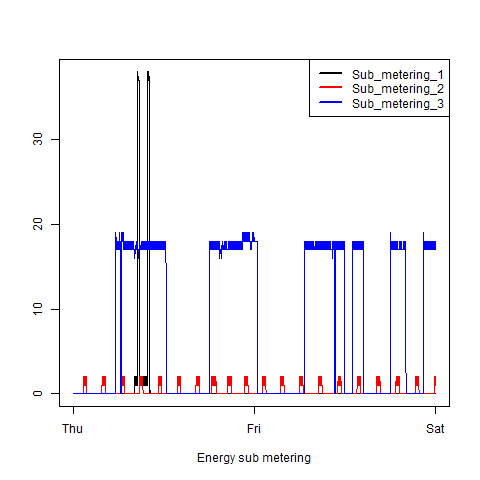 Sub_metering_1
Sub_metering_2
Sub_metering_3
30
20
10
0
Thu Fri Sat
Energy sub metering